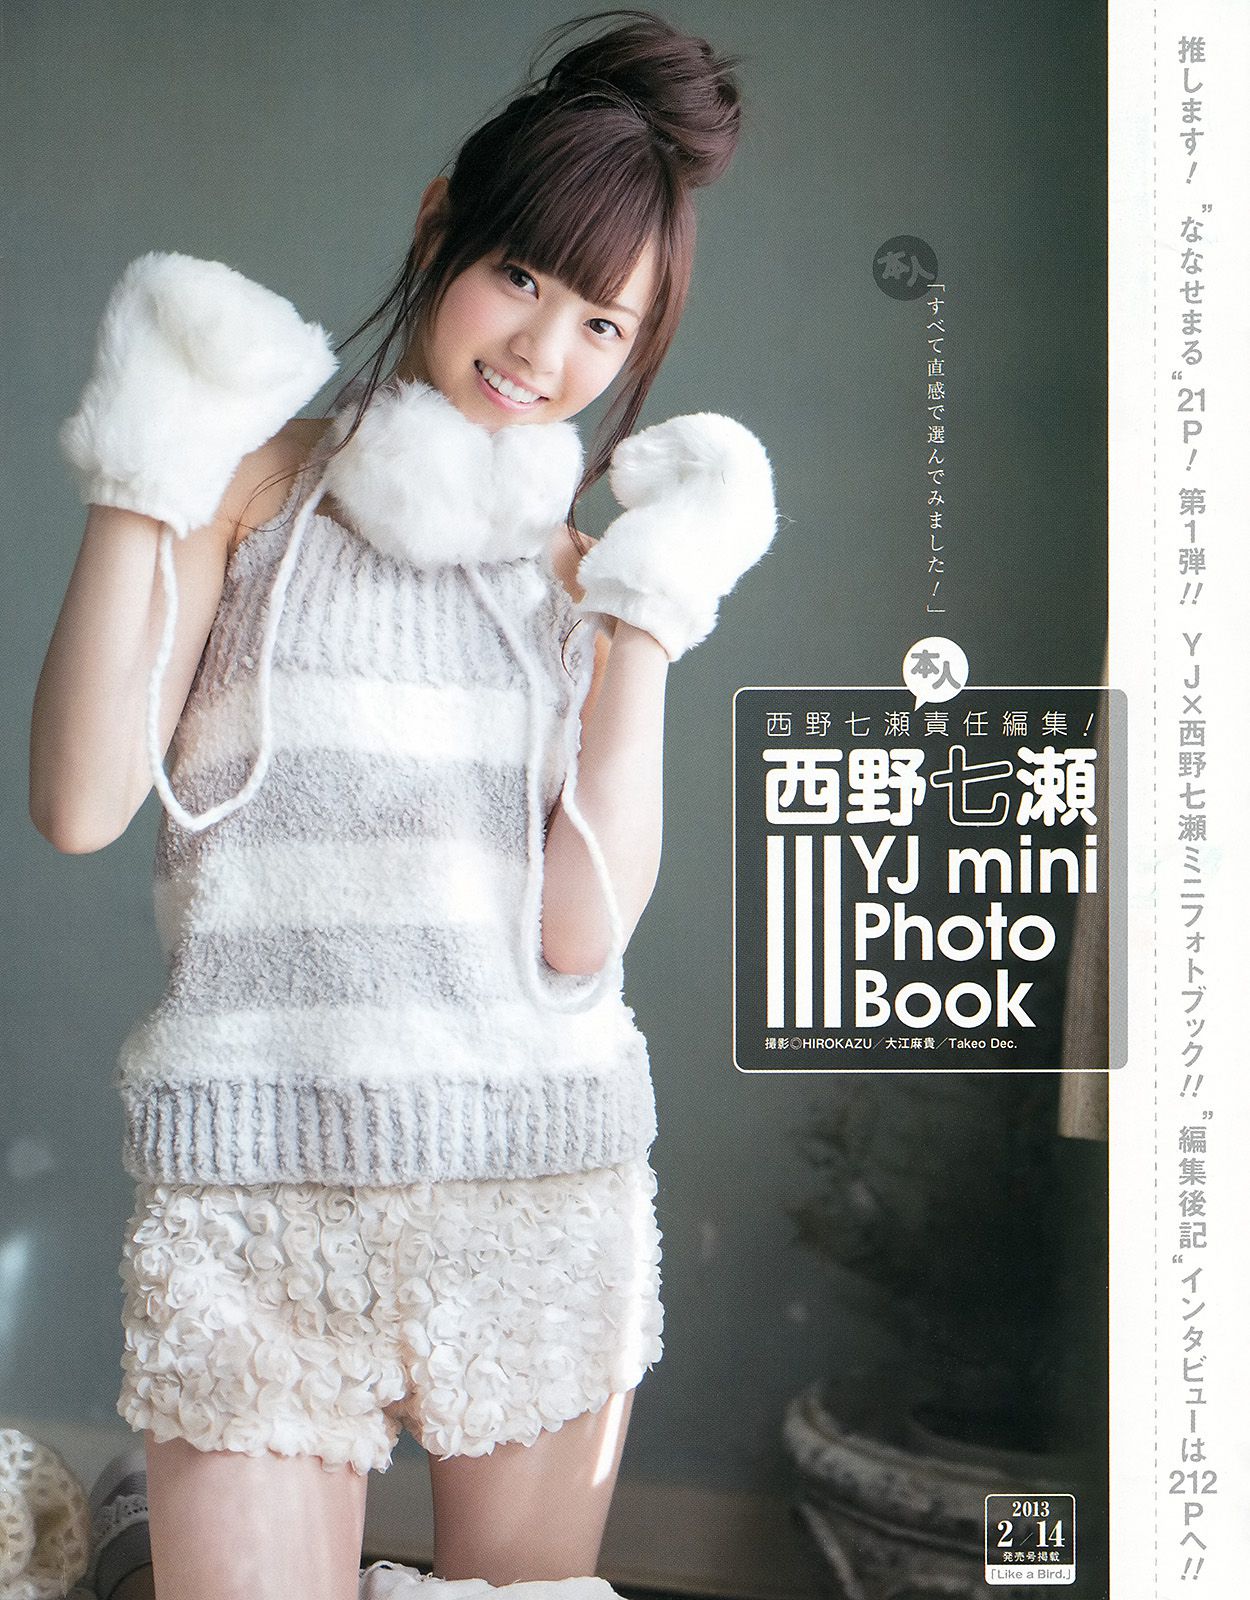 推します！ ”ななせまる“ 21P！ 第1弾!! YJ×西野七瀬ミニフォトブック!! ”編集後記“インタビューは212Pへ!!
本人
「すべて直感で選んでみました！」
本人
西野七瀬責任編集！
西野七瀬
YJ mini
Photo
Book
撮影◎HIROKAZU／大江麻貴／Takeo Dec.
2013
2／14
発売号掲載
「Like a Bird.」